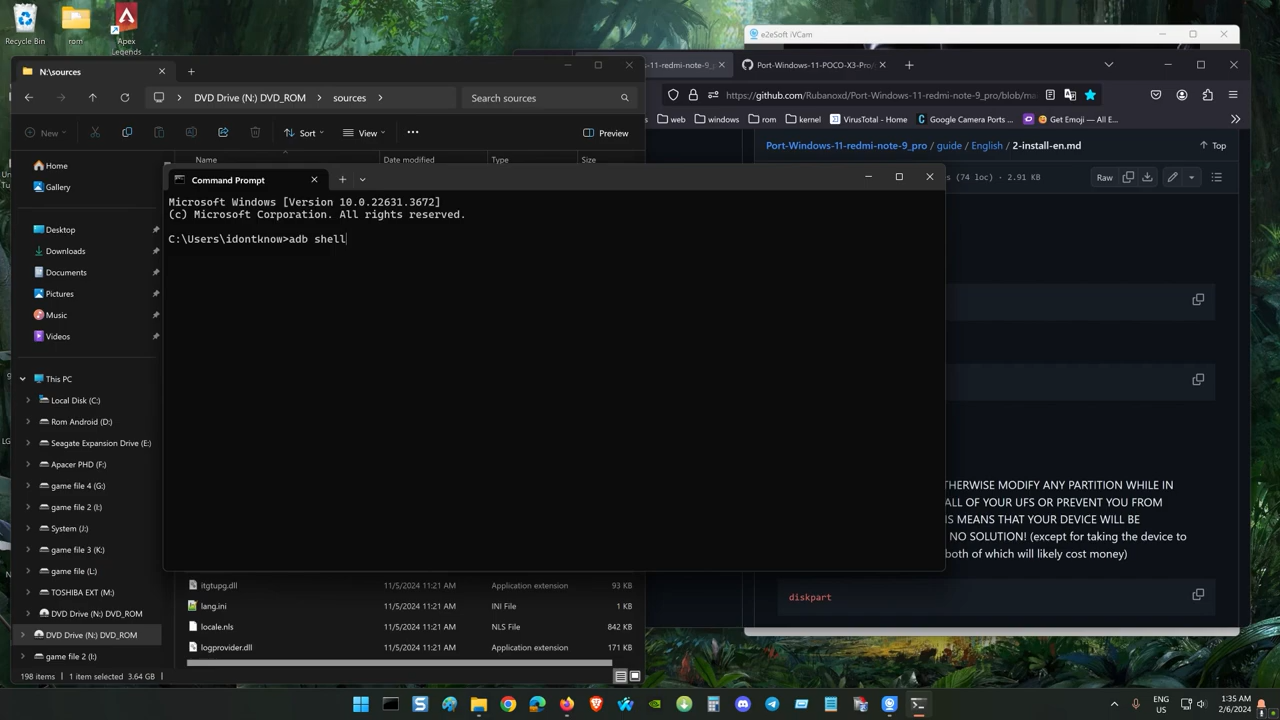 Recycle Bin
rom
Apex Legends
e2eSoft iVCam
N:\sources
-11-redmi-note-9_p
Port-Windows-11-POCO-X3-Pro/
DVD Drive (N:) DVD_ROM
sources
Search sources
https://github.com/Rubanoxd/Port-Windows-11-redmi-note-9_pro/blob/ma
New
Sort
View
Preview
web
windows
rom
kernel
VirusTotal - Home
Google Camera Ports ...
Get Emoji — All E...
Name
Date modified
Type
Size
Port-Windows-11-redmi-note-9_pro / guide / English / 2-install-en.md
Top
s (74 loc) · 2.91 KB
Raw
Command Prompt
Microsoft Windows [Version 10.0.22631.3672]
(c) Microsoft Corporation. All rights reserved.
C:\Users\idontknow>adb shell
Home
Gallery
Desktop
Downloads
Documents
Pictures
Music
Videos
This PC
Local Disk (C:)
Rom Android (D:)
Seagate Expansion Drive (E:)
Apacer PHD (F:)
game file 4 (G:)
game file 2 (I:)
System (J:)
game file 3 (K:)
game file (L:)
TOSHIBA EXT (M:)
DVD Drive (N:) DVD_ROM
DVD Drive (N:) DVD_ROM
game file 2 (I:)
THERWISE MODIFY ANY PARTITION WHILE IN
ALL OF YOUR UFS OR PREVENT YOU FROM
IS MEANS THAT YOUR DEVICE WILL BE
NO SOLUTION! (except for taking the device to
both of which will likely cost money)
diskpart
itgtupg.dll 11/5/2024 11:21 AM Application extension 93 KB
lang.ini 11/5/2024 11:21 AM INI File 1 KB
locale.nls 11/5/2024 11:21 AM NLS File 842 KB
logprovider.dll 11/5/2024 11:21 AM Application extension 171 KB
198 items
1 item selected 3.64 GB
ENG
US
1:35 AM
2/6/2024